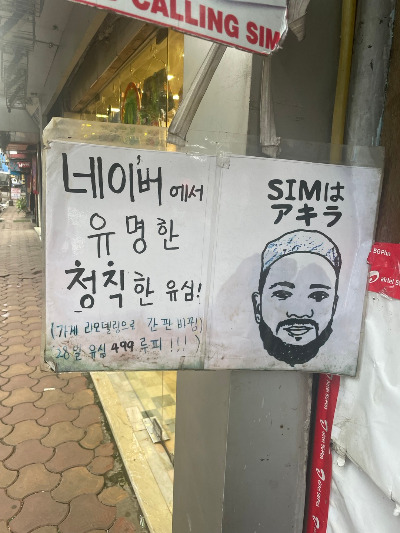 CALLING SIM
네이버에서
유명한
청칙한 유심!
(가게 리모델링으로 간판 바뀜)
28일 유심 499 루피!!!
SIMは
アキラ
airtel